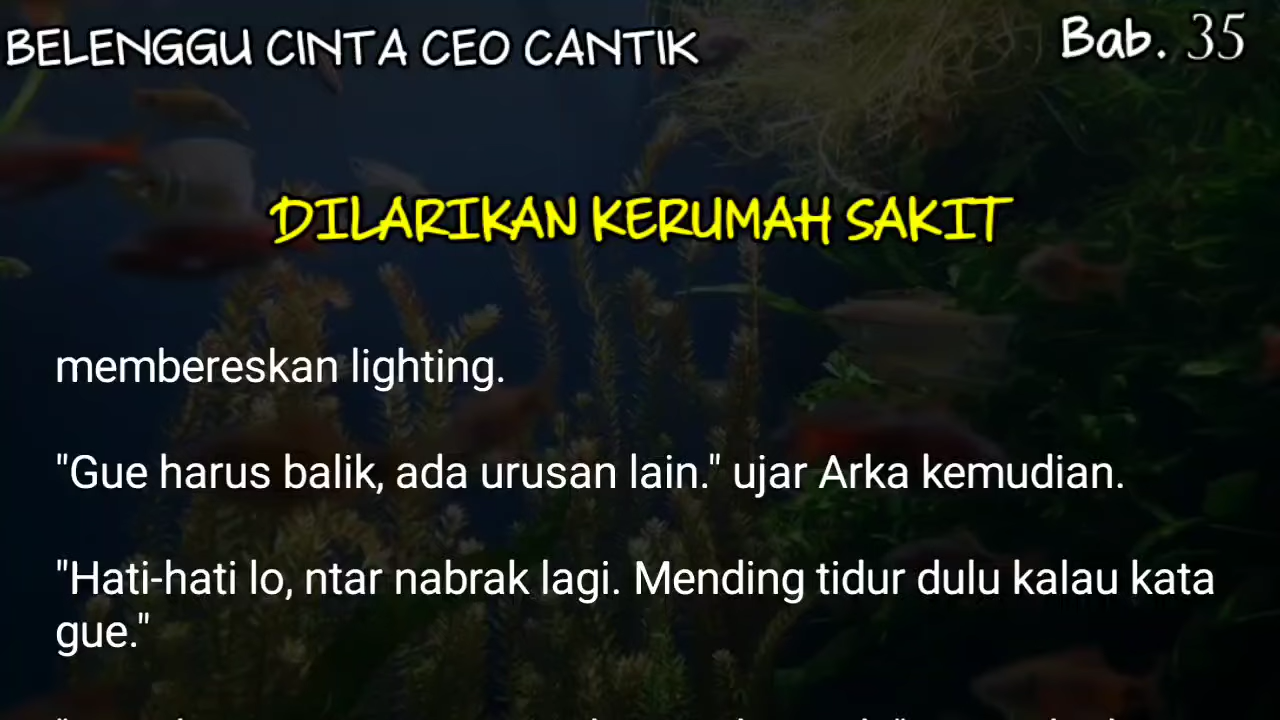 BELENGGU CINTA CEO CANTIK
Bab. 35
DILARIKAN KERUMAH SAKIT
membereskan lighting.
"Gue harus balik, ada urusan lain." ujar Arka kemudian.
"Hati-hati lo, ntar nabrak lagi. Mending tidur dulu kalau kata
gue."